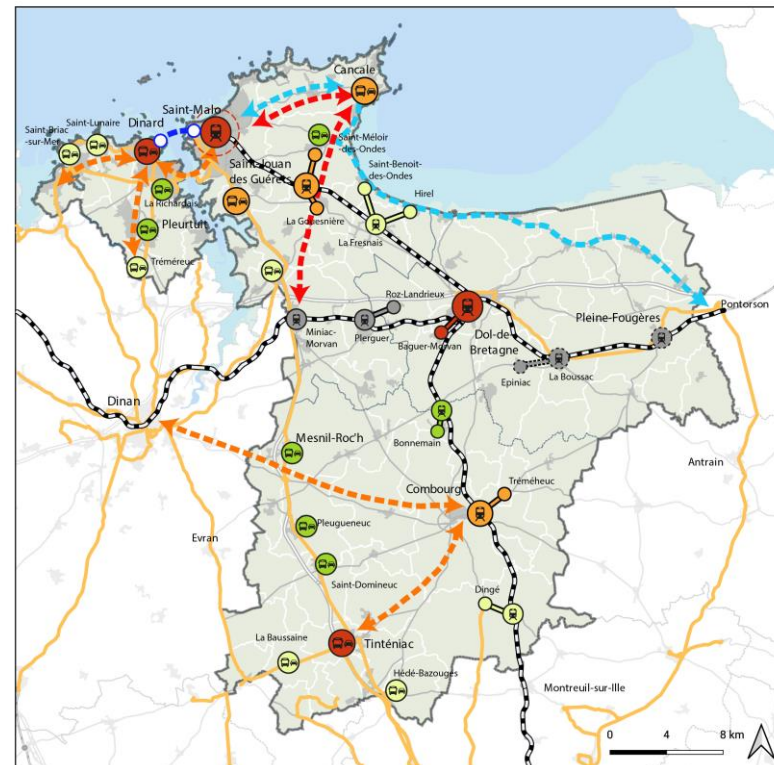 Cancale
Saint-Malo
Saint-Lunaire
Dinard
Saint-Briac
-sur-Mer
Saint-Méloir
-des-Ondes
Saint-Jouan
des Guérets
Saint-Benoit-
des-Ondes
Hirel
La Richardais
La Gouesnière
La Fresnais
Pleurtuit
Tréméreuc
Roz-Landrieux
Pontorson
Pleine-Fougères
Miniac-
Morvan
Plerguer
Dol-de-
Bretagne
Baguer-Morvan
La Boussac
Epiniac
Dinan
Bonnemain
Mesnil-Roc'h
Antrain
Combourg
Tréméheuc
Pleugueneuc
Evran
Saint-Domineuc
Dingé
La Baussaine
Tinténiac
Hédé-Bazouges
Montreuil-sur-Ille
0 4 8 km